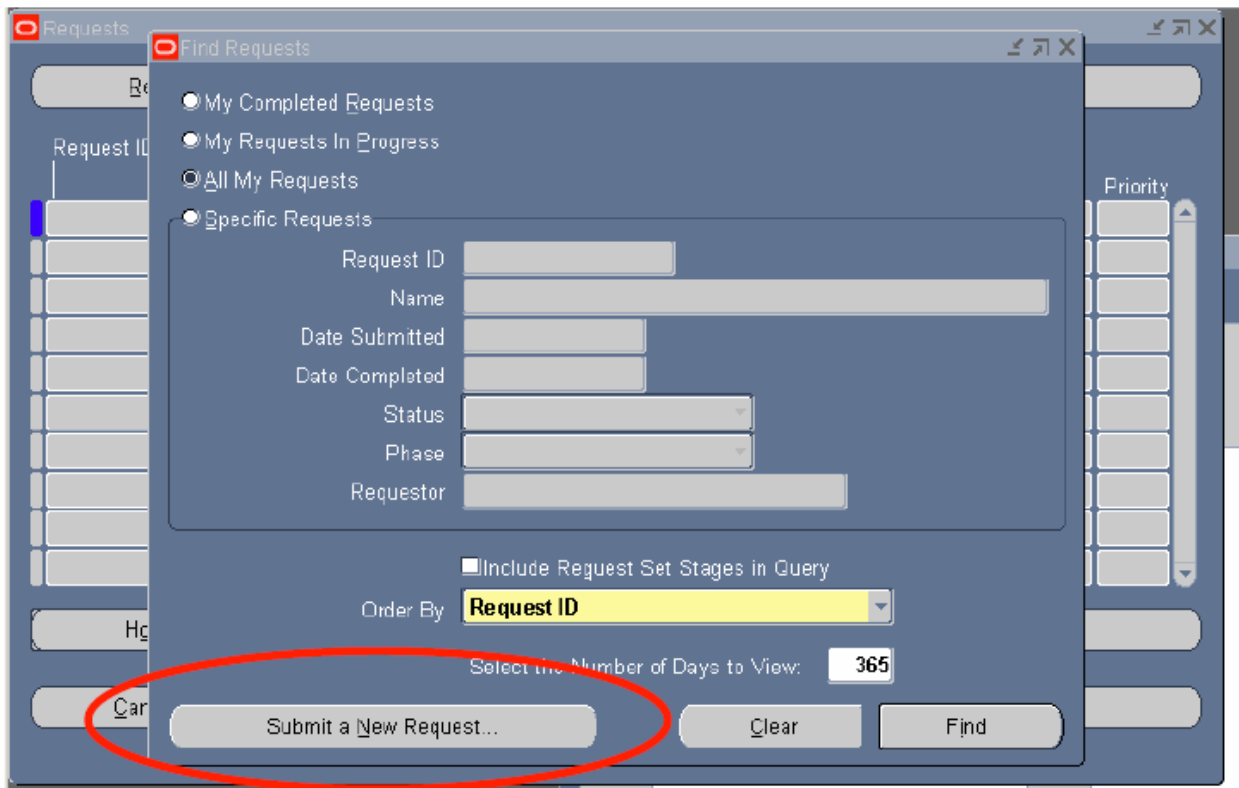 Requests
Find Requests
My Completed Requests
Request ID
My Requests In Progress
All My Requests
Priority
Specific Requests
Request ID
Name
Date Submitted
Date Completed
Status
Phase
Requestor
Include Request Set Stages in Query
Order By Request ID
Select the Number of Days to View: 365
Submit a New Request... Clear Find